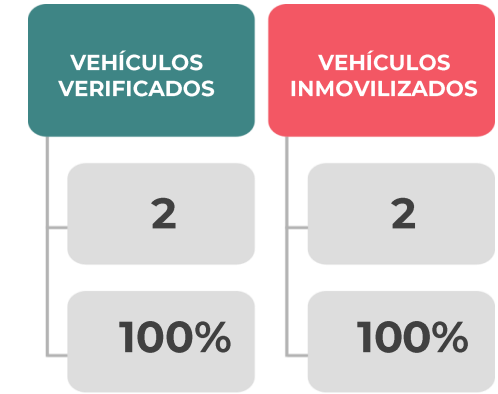 VEHÍCULOS
VERIFICADOS
2
100%
VEHÍCULOS
INMOVILIZADOS
2
100%